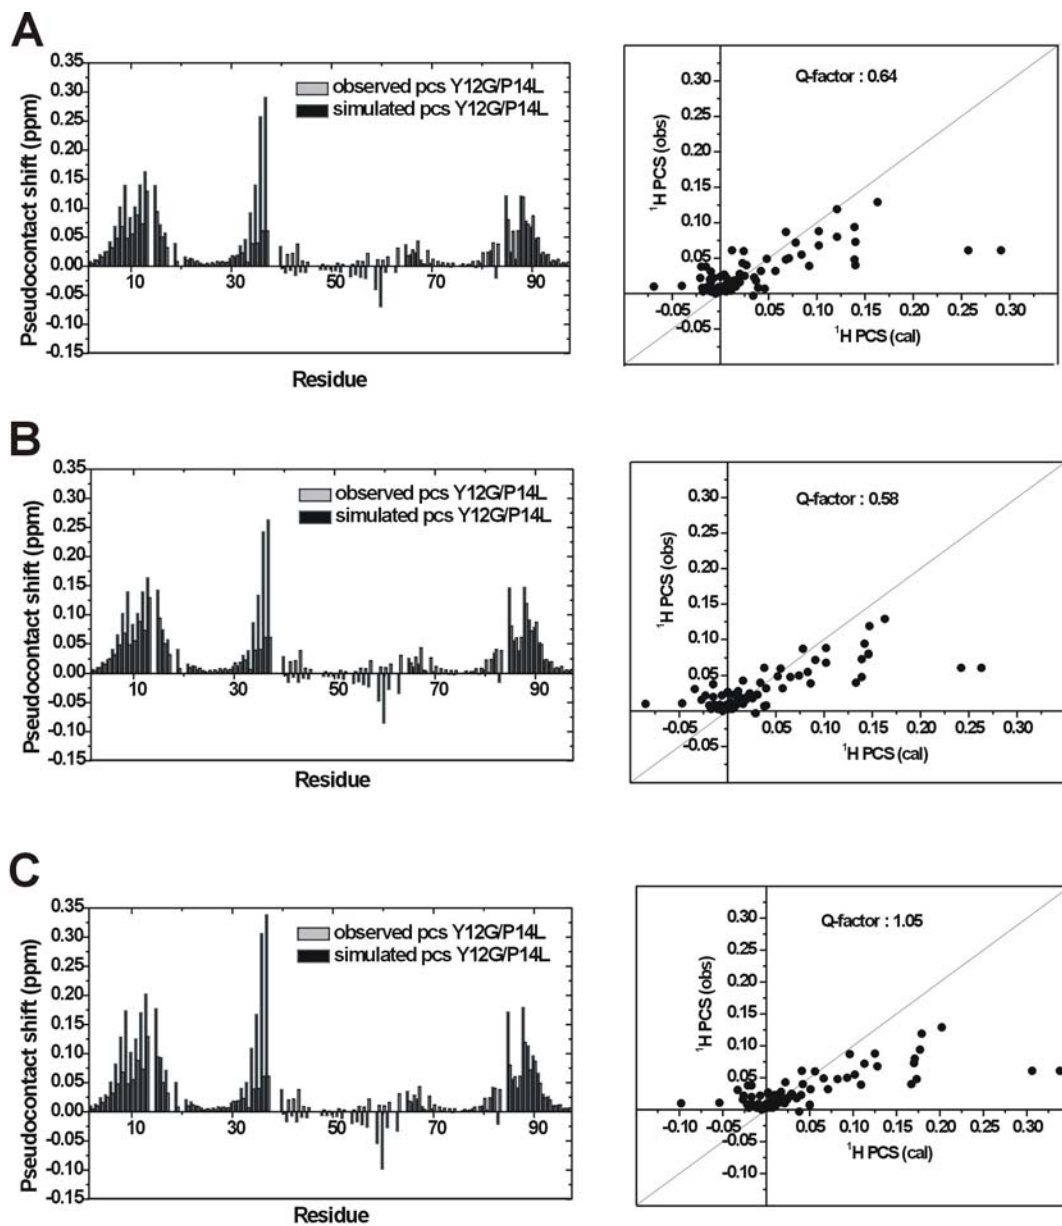 A
0.35
0.30
0.25
0.20
0.15
0.10
0.05
0.00
-0.05
-0.10
-0.15
Pseudocontact shift (ppm)
observed pcs Y12G/P14L
simulated pcs Y12G/P14L
10 30 50 70 90
Residue
Q-factor : 0.64
0.30
0.25
0.20
0.15
0.10
0.05
-0.05
¹H PCS (obs)
-0.05 0.05 0.10 0.15 0.20 0.25 0.30
¹H PCS (cal)
B
0.35
0.30
0.25
0.20
0.15
0.10
0.05
0.00
-0.05
-0.10
-0.15
Pseudocontact shift (ppm)
observed pcs Y12G/P14L
simulated pcs Y12G/P14L
10 30 50 70 90
Residue
Q-factor : 0.58
0.30
0.25
0.20
0.15
0.10
0.05
-0.05
¹H PCS (obs)
-0.05 0.05 0.10 0.15 0.20 0.25 0.30
¹H PCS (cal)
C
0.35
0.30
0.25
0.20
0.15
0.10
0.05
0.00
-0.05
-0.10
-0.15
Pseudocontact shift (ppm)
observed pcs Y12G/P14L
simulated pcs Y12G/P14L
10 30 50 70 90
Residue
Q-factor : 1.05
0.30
0.25
0.20
0.15
0.10
0.05
-0.05
-0.10
¹H PCS (obs)
-0.10 -0.05 0.05 0.10 0.15 0.20 0.25 0.30
¹H PCS (cal)